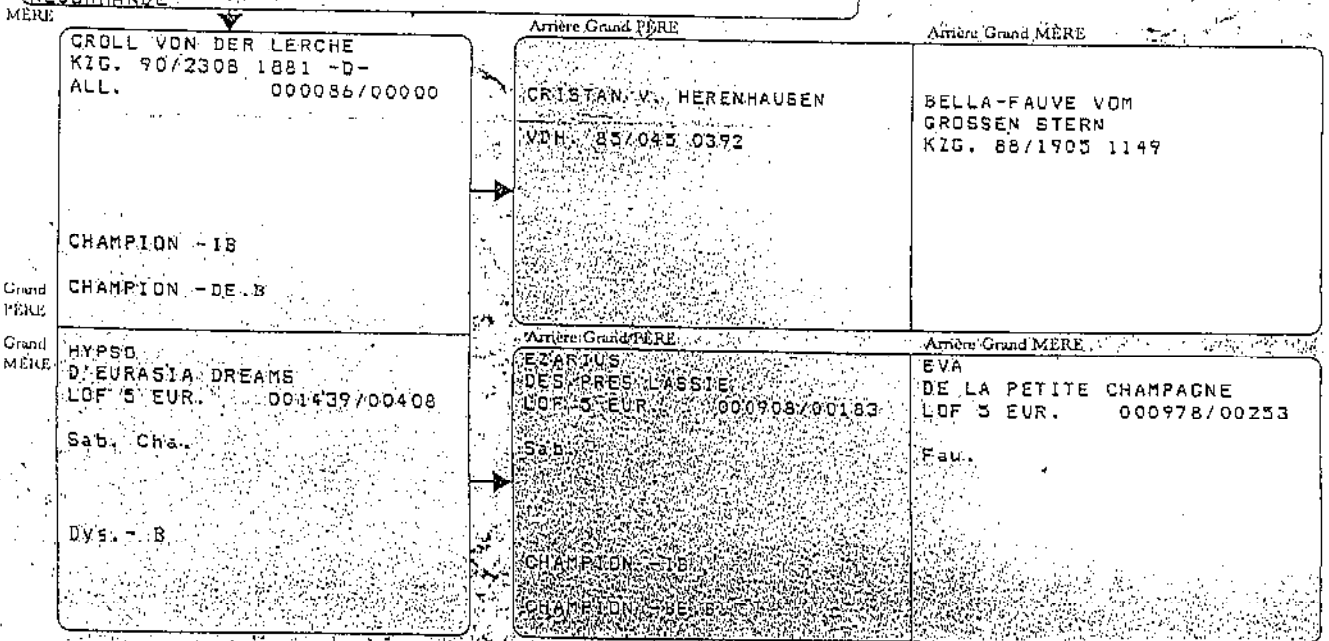 MÈRE
Grand
PÈRE
GROLL VON DER LERCHE
KZG. 90/2308 1881 -D-
ALL. 000086/00000
CHAMPION - IB
CHAMPION - DE.B
Arrière Grand PÈRE
CRISTAN V. HERENHAUSEN
VDH. 85/045 0392
Arrière Grand MÈRE
BELLA-FAUVE VOM
GROSSEN STERN
KZG. 88/1905 1149
Grand
MÈRE
HYPSO
D'EURASIA DREAMS
LOF 5 EUR. 001439/00408
Sab. Cha.
Dys. - B
Arrière Grand PÈRE
EZARIUS
DES PRES LASSIE
LOF 5 EUR. 000908/00183
Sab.
CHAMPION - IB
CHAMPION - BE.B
Arrière Grand MÈRE
EVA
DE LA PETITE CHAMPAGNE
LOF 5 EUR. 000978/00253
Fau.